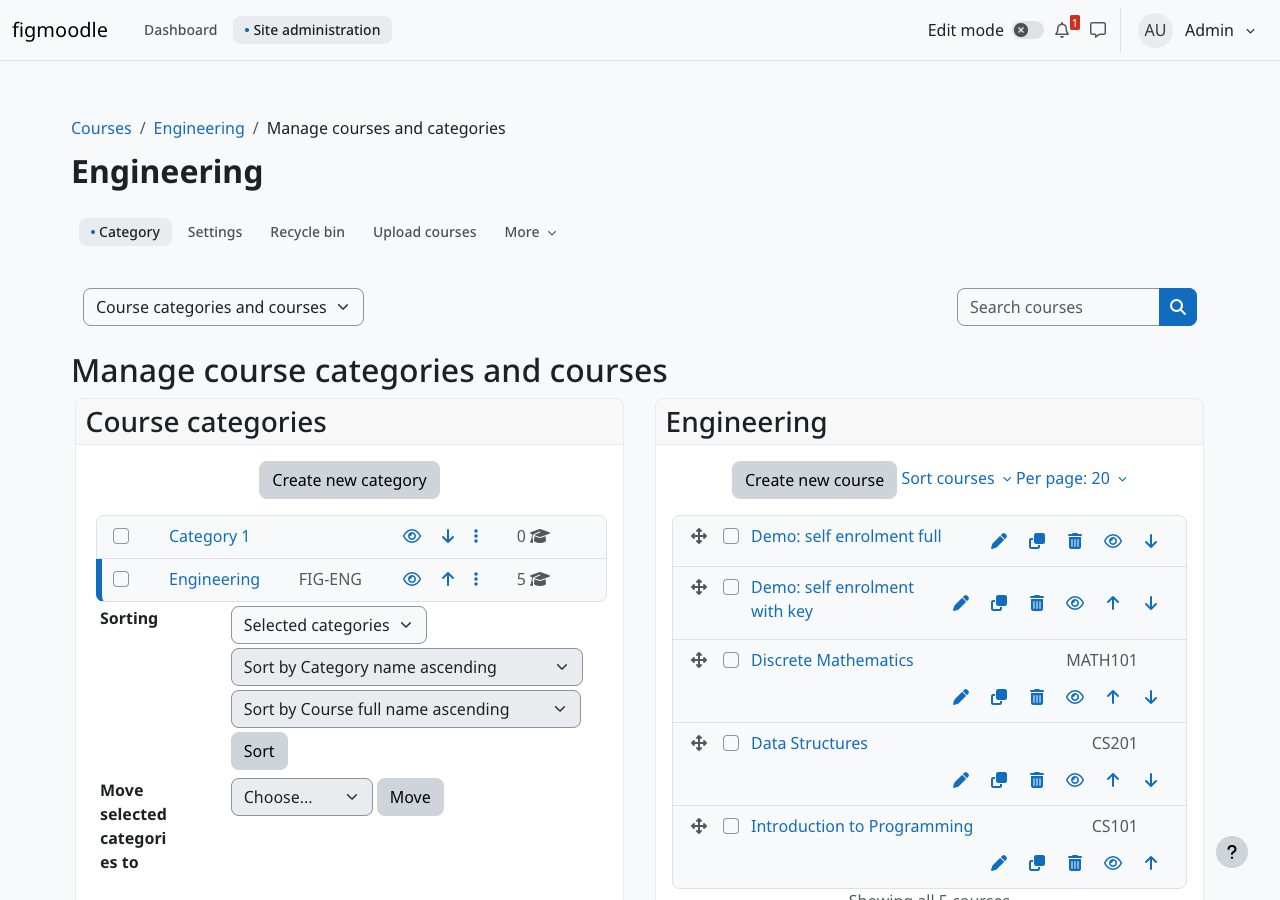 figmoodle
Dashboard
Site administration
Edit mode
1
AU
Admin
Courses / Engineering / Manage courses and categories
Engineering
Category
Settings
Recycle bin
Upload courses
More
Course categories and courses
Search courses
Manage course categories and courses
Course categories
Create new category
Category 1
0
Engineering
FIG-ENG
5
Sorting
Selected categories
Sort by Category name ascending
Sort by Course full name ascending
Sort
Move
selected
categori
es to
Choose...
Move
Engineering
Create new course
Sort courses
Per page: 20
Demo: self enrolment full
Demo: self enrolment
with key
Discrete Mathematics
MATH101
Data Structures
CS201
Introduction to Programming
CS101
Showing all 5 courses
?